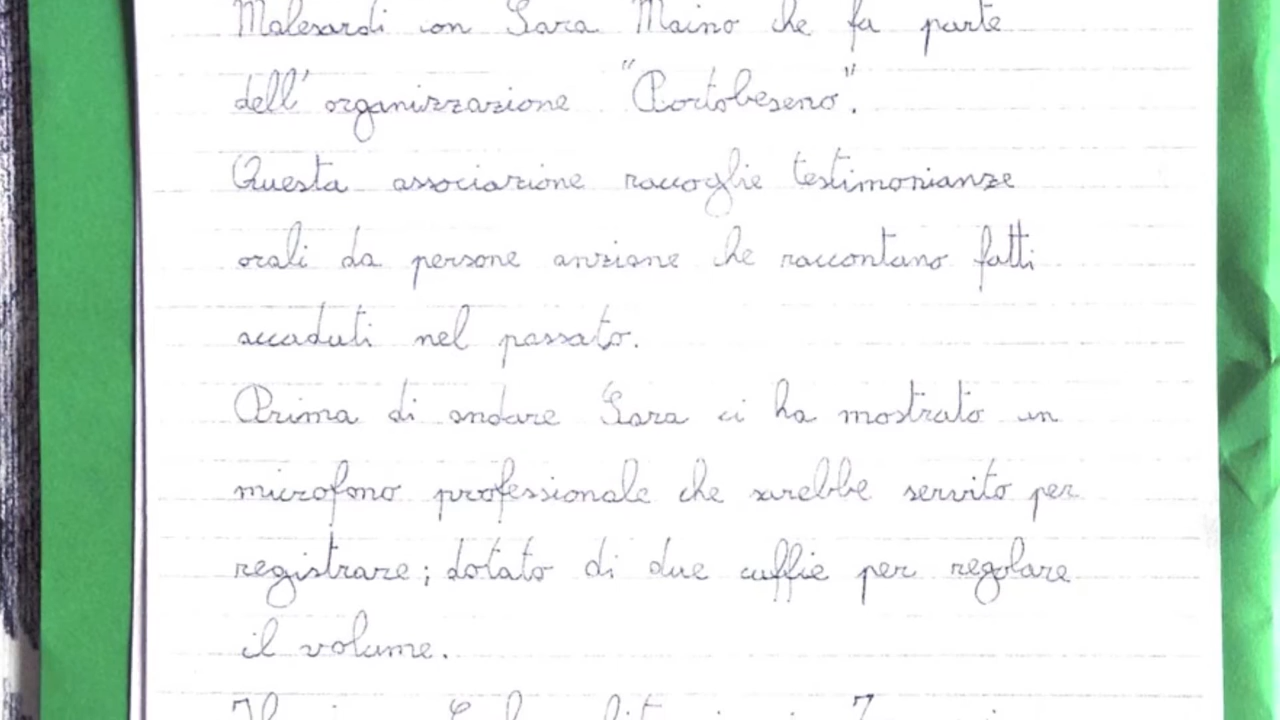 Malesardi con Sara Maino che fa parte
dell'organizzazione "Portobeseno".
Questa associazione raccoglie testimonianze
orali da persone anziane che raccontano fatti
accaduti nel passato.
Prima di andare Sara ci ha mostrato un
microfono professionale che sarebbe servito per
registrare; dotato di due cuffie per regolare
il volume.